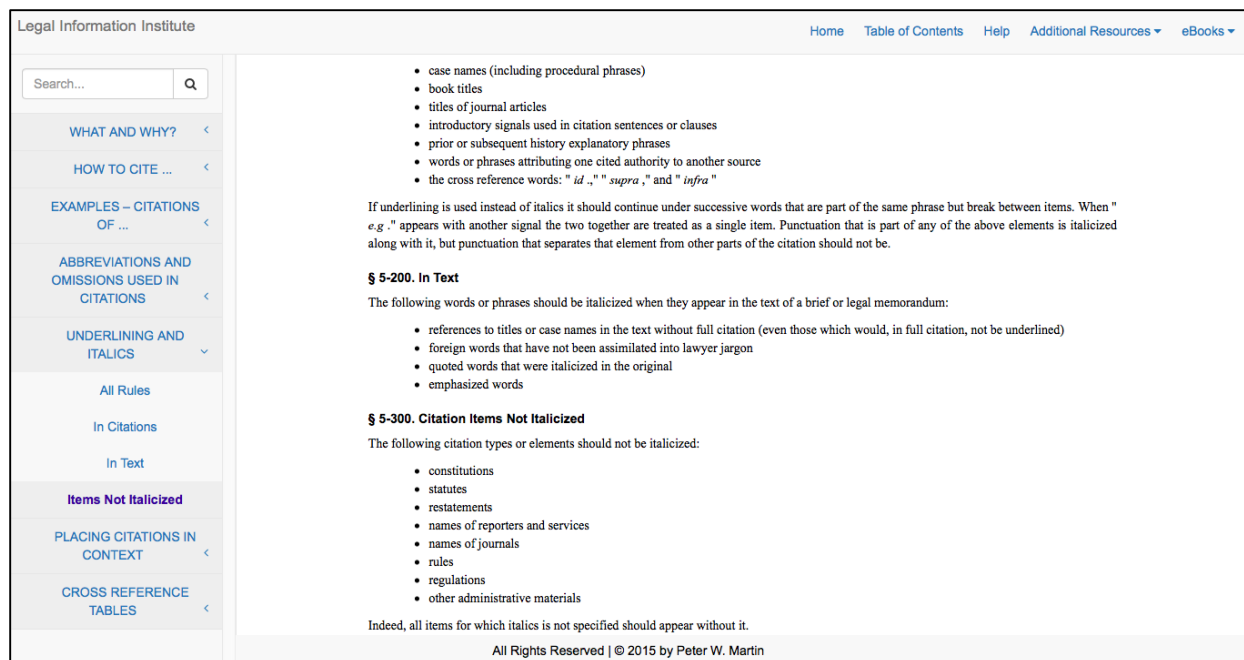 Legal Information Institute
Home Table of Contents Help Additional Resources eBooks
Search...
WHAT AND WHY?
HOW TO CITE ...
EXAMPLES – CITATIONS
OF ...
ABBREVIATIONS AND
OMISSIONS USED IN
CITATIONS
UNDERLINING AND
ITALICS
All Rules
In Citations
In Text
Items Not Italicized
PLACING CITATIONS IN
CONTEXT
CROSS REFERENCE
TABLES
• case names (including procedural phrases)
• book titles
• titles of journal articles
• introductory signals used in citation sentences or clauses
• prior or subsequent history explanatory phrases
• words or phrases attributing one cited authority to another source
• the cross reference words: " id .," " supra ," and " infra "
If underlining is used instead of italics it should continue under successive words that are part of the same phrase but break between items. When "
e.g ." appears with another signal the two together are treated as a single item. Punctuation that is part of any of the above elements is italicized
along with it, but punctuation that separates that element from other parts of the citation should not be.
§ 5-200. In Text
The following words or phrases should be italicized when they appear in the text of a brief or legal memorandum:
• references to titles or case names in the text without full citation (even those which would, in full citation, not be underlined)
• foreign words that have not been assimilated into lawyer jargon
• quoted words that were italicized in the original
• emphasized words
§ 5-300. Citation Items Not Italicized
The following citation types or elements should not be italicized:
• constitutions
• statutes
• restatements
• names of reporters and services
• names of journals
• rules
• regulations
• other administrative materials
Indeed, all items for which italics is not specified should appear without it.
All Rights Reserved | © 2015 by Peter W. Martin